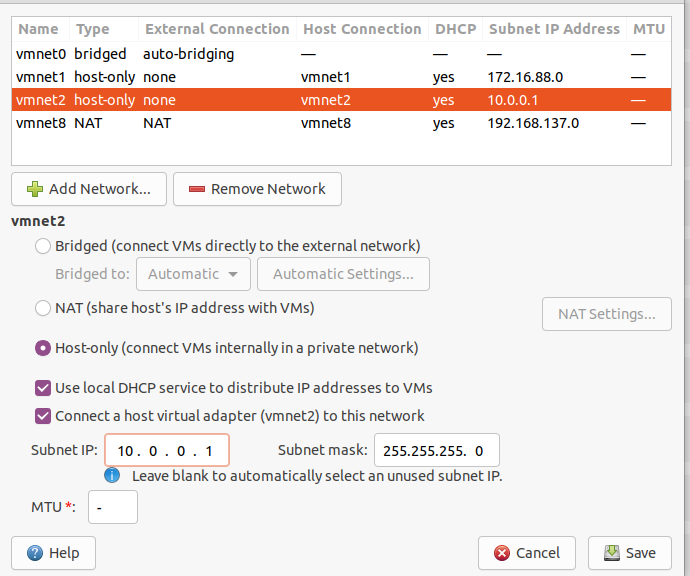 Name Type External Connection Host Connection DHCP Subnet IP Address MTU
vmnet0 bridged auto-bridging — — — —
vmnet1 host-only none vmnet1 yes 172.16.88.0 —
vmnet2 host-only none vmnet2 yes 10.0.0.1 —
vmnet8 NAT NAT vmnet8 yes 192.168.137.0 —
Add Network... Remove Network
vmnet2
Bridged (connect VMs directly to the external network)
Bridged to: Automatic Automatic Settings...
NAT (share host's IP address with VMs)
NAT Settings...
Host-only (connect VMs internally in a private network)
Use local DHCP service to distribute IP addresses to VMs
Connect a host virtual adapter (vmnet2) to this network
Subnet IP: 10 . 0 . 0 . 1 Subnet mask: 255.255.255. 0
Leave blank to automatically select an unused subnet IP.
MTU *: -
Help Cancel Save